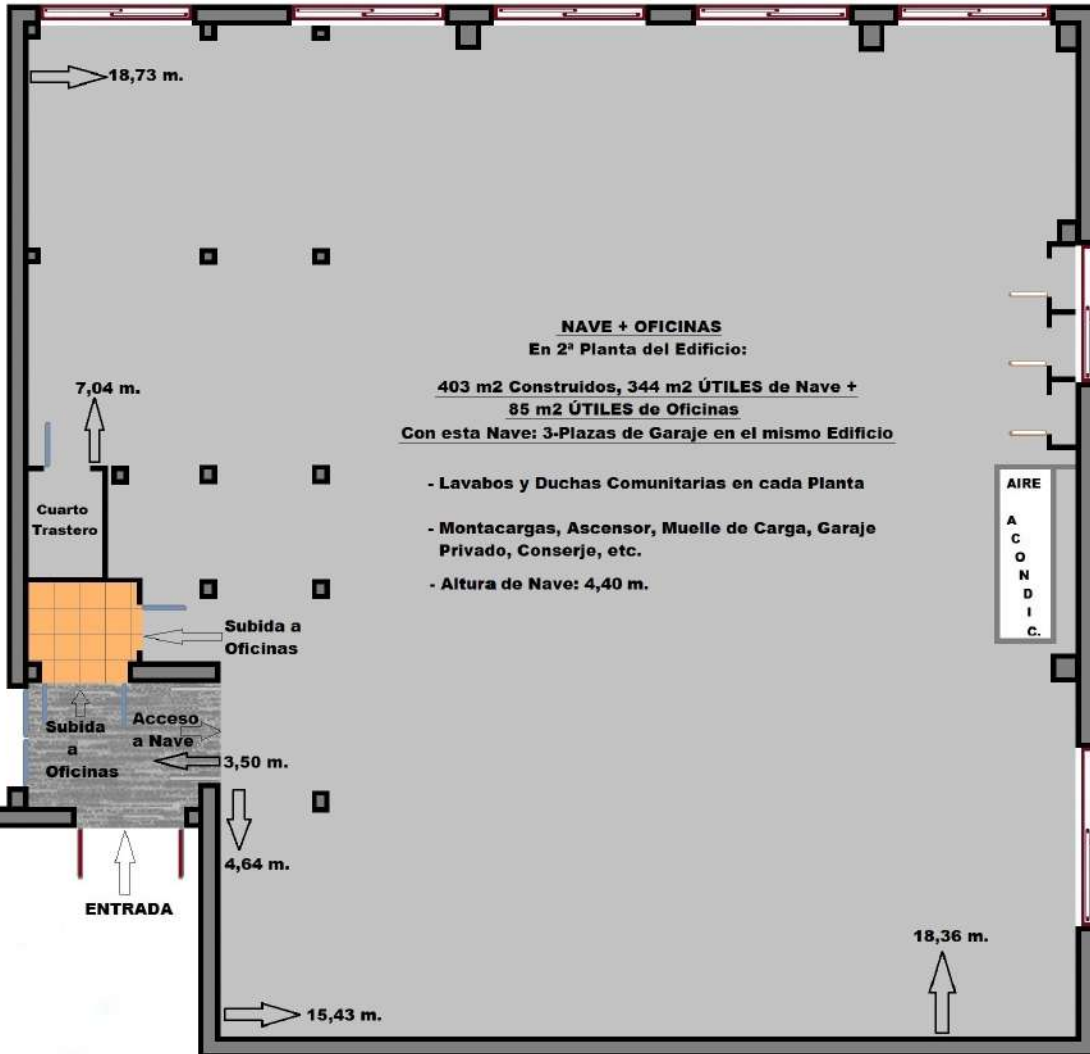 18,73 m.
NAVE + OFICINAS
En 2ª Planta del Edificio:
403 m2 Construidos, 344 m2 ÚTILES de Nave +
85 m2 ÚTILES de Oficinas
Con esta Nave: 3-Plazas de Garaje en el mismo Edificio
- Lavabos y Duchas Comunitarias en cada Planta
- Montacargas, Ascensor, Muelle de Carga, Garaje
Privado, Conserje, etc.
- Altura de Nave: 4,40 m.
7,04 m.
Cuarto
Trastero
AIRE
A
C
O
N
D
I
C.
Subida a
Oficinas
Subida
a
Oficinas
Acceso
a Nave
3,50 m.
4,64 m.
ENTRADA
18,36 m.
15,43 m.